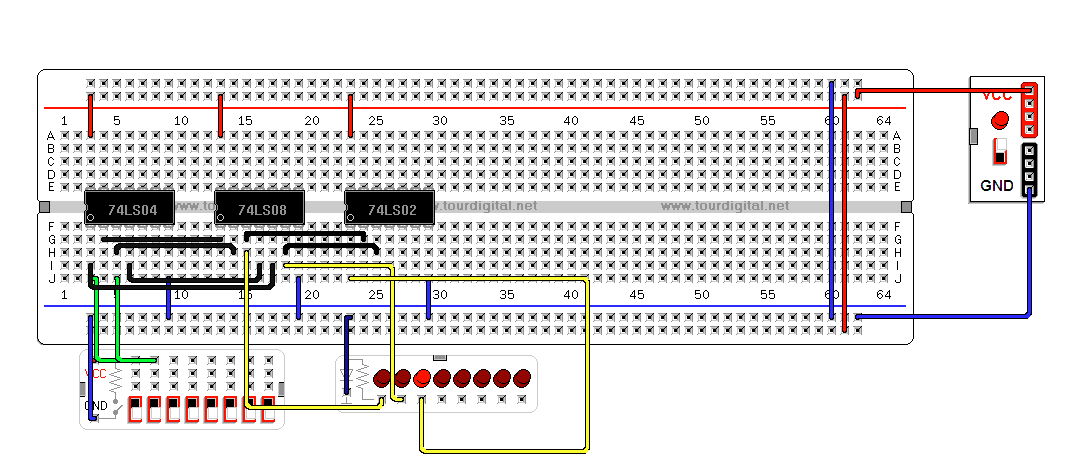 VCC
1 5 10 15 20 25 30 35 40 45 50 55 60 64
A A
B B
C C
D D
E E
GND
74LS04 74LS08 74LS02
www.tourdigital.net www.tourdigital.net
F F
G G
H H
I I
J J
1 10 15 20 25 30 35 40 45 50 55 60 64
VCC
GND